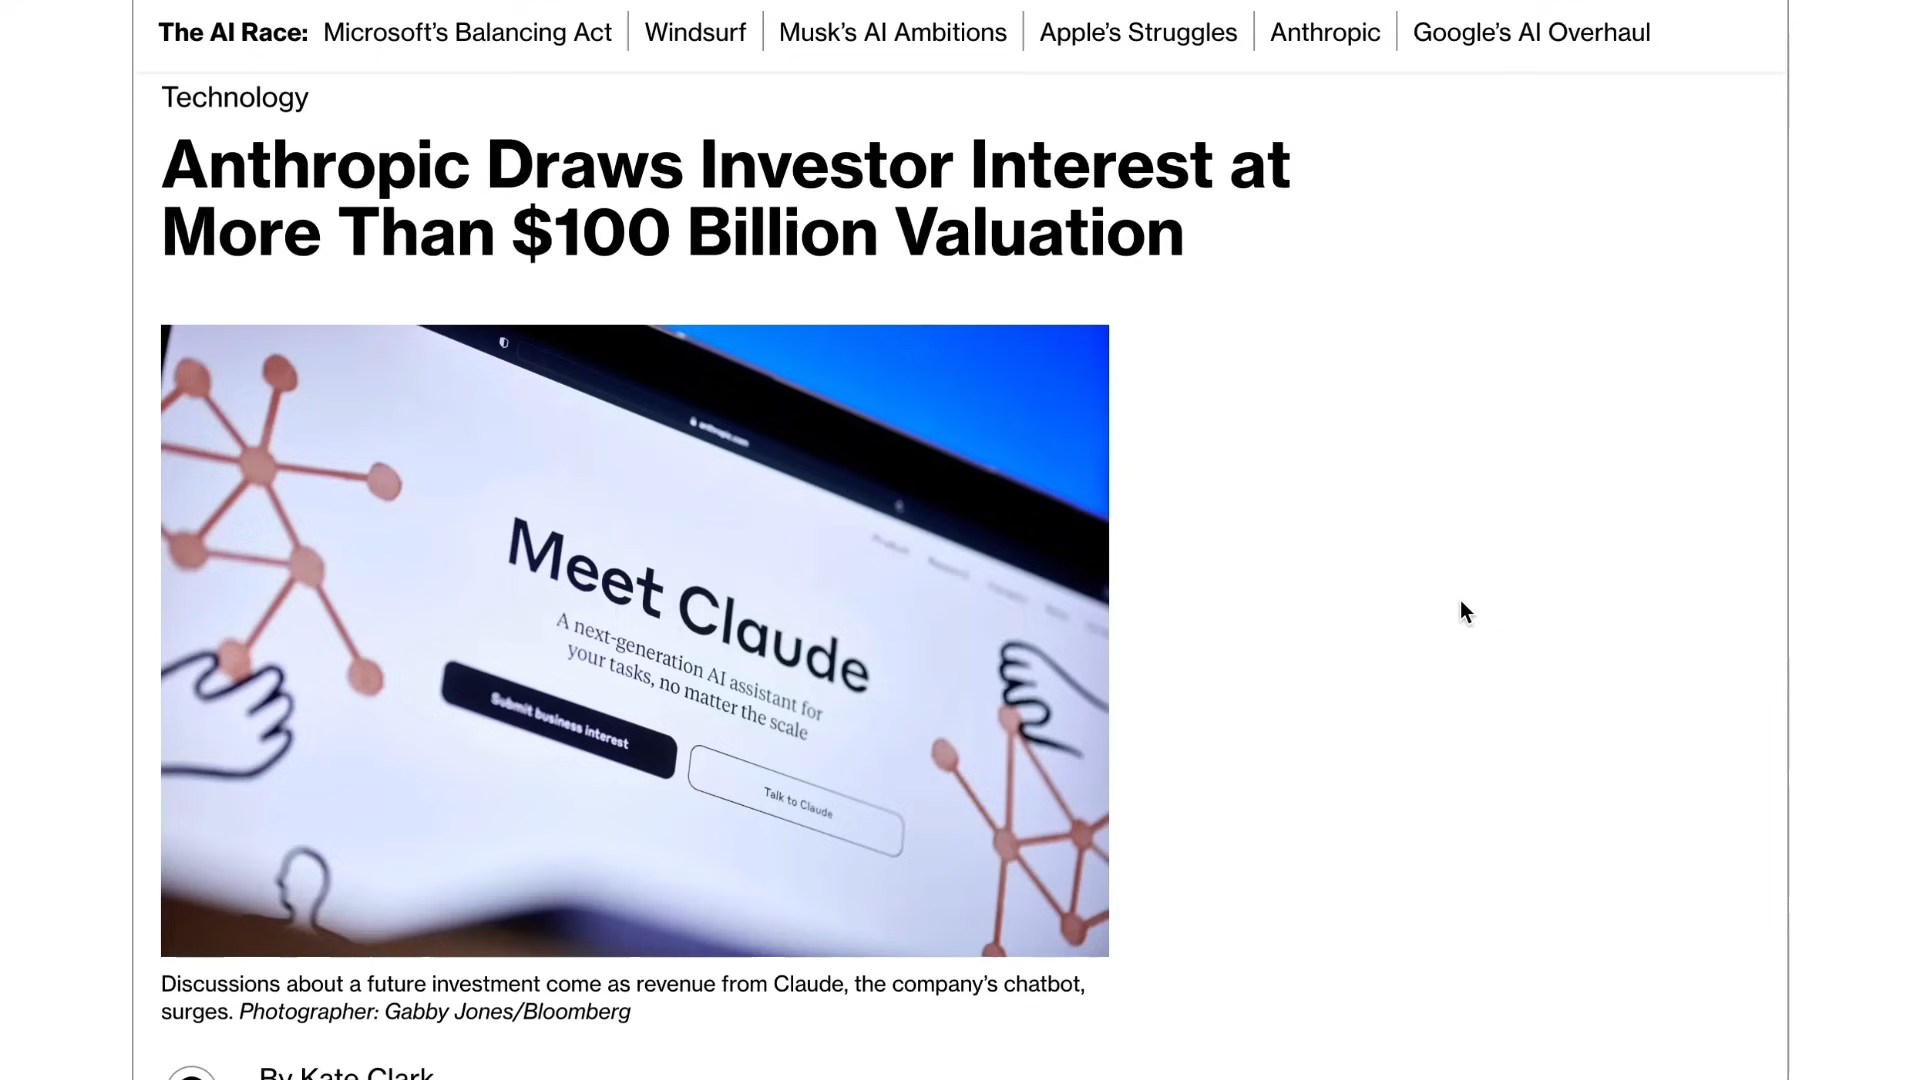 The AI Race: Microsoft's Balancing Act Windsurf Musk's AI Ambitions Apple's Struggles Anthropic Google's AI Overhaul
Technology
Anthropic Draws Investor Interest at
More Than $100 Billion Valuation
anthropic.com
Meet Claude
A next-generation AI assistant for
your tasks, no matter the scale
Submit business interest
Talk to Claude
Discussions about a future investment come as revenue from Claude, the company's chatbot,
surges. Photographer: Gabby Jones/Bloomberg
By Kate Clark